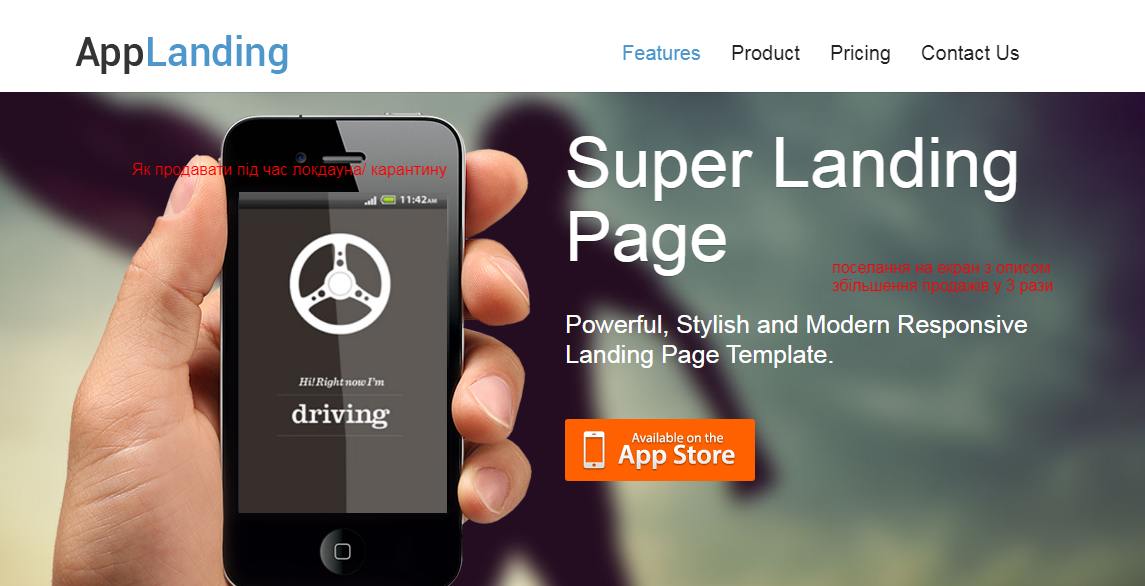 AppLanding
Features Product Pricing Contact Us
Як продавати під час локдауна/ карантину
11:42AM
Hi! Right now I'm
driving
Super Landing
Page
поселання на екран з описом
збільшення продажів у 3 рази
Powerful, Stylish and Modern Responsive
Landing Page Template.
Available on the
App Store